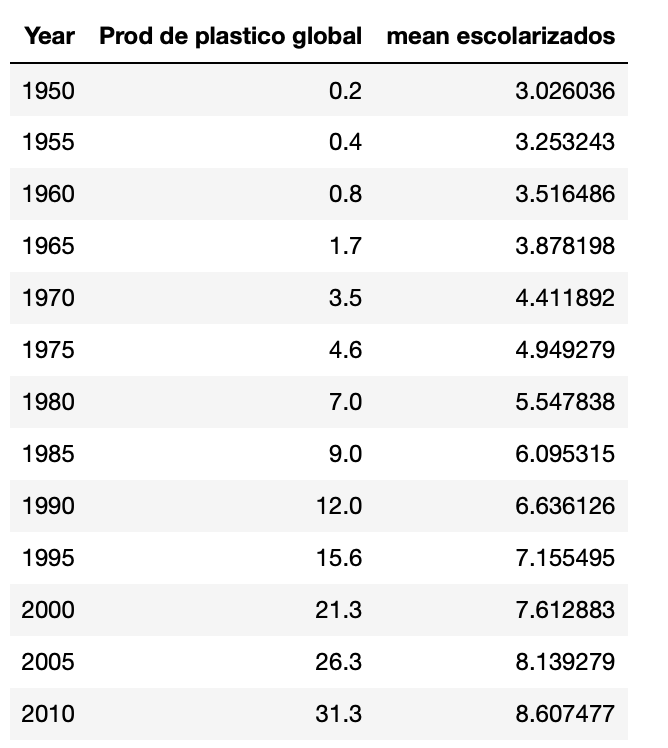 Year Prod de plastico global mean escolarizados
1950 0.2 3.026036
1955 0.4 3.253243
1960 0.8 3.516486
1965 1.7 3.878198
1970 3.5 4.411892
1975 4.6 4.949279
1980 7.0 5.547838
1985 9.0 6.095315
1990 12.0 6.636126
1995 15.6 7.155495
2000 21.3 7.612883
2005 26.3 8.139279
2010 31.3 8.607477